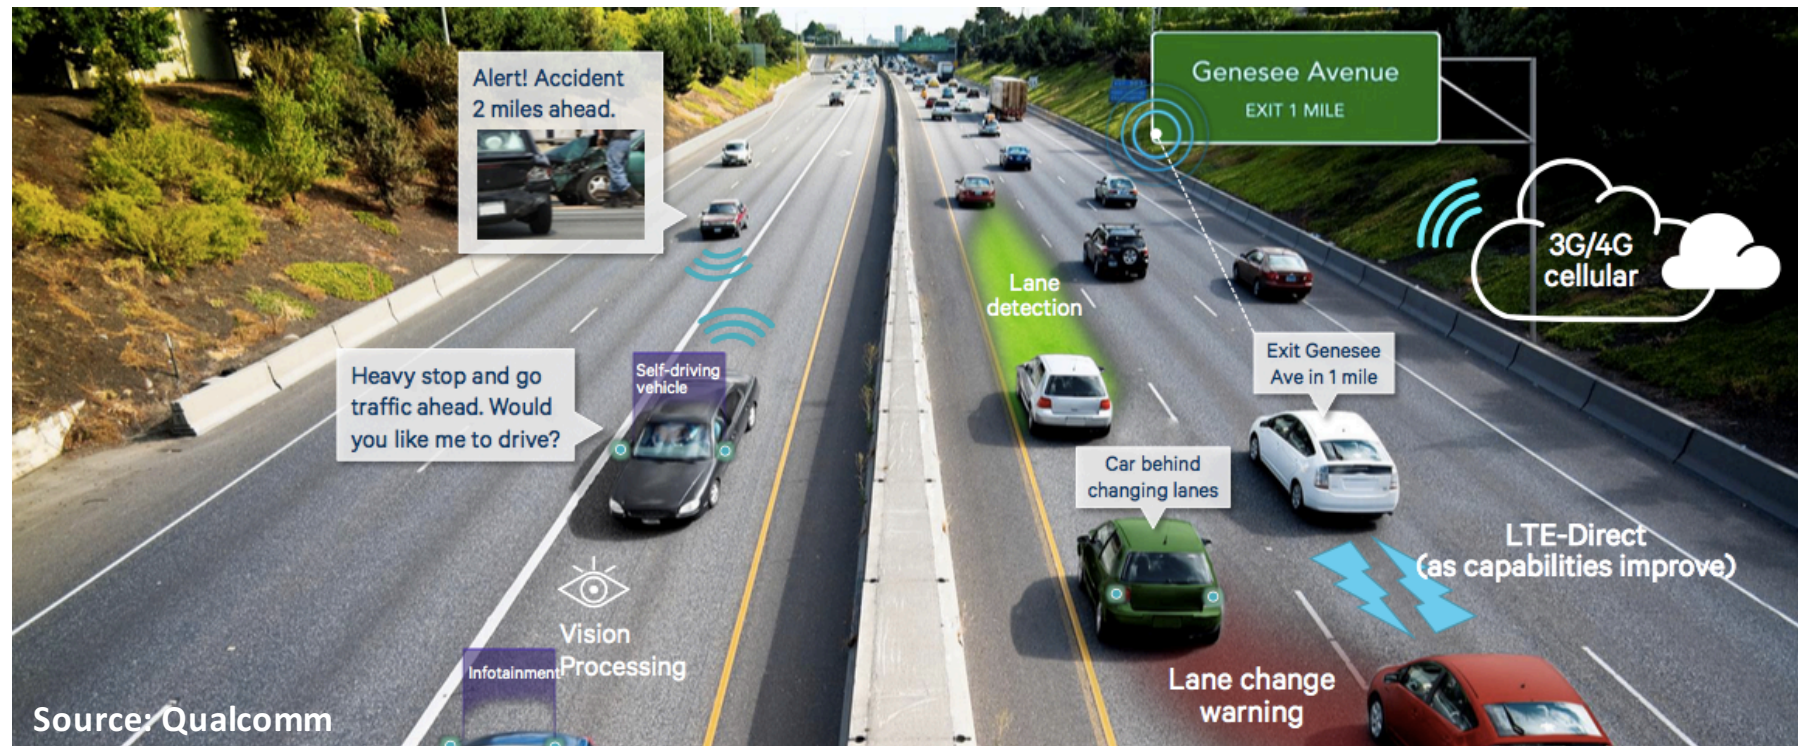 Alert! Accident
2 miles ahead.
Genesee Avenue
EXIT 1 MILE
3G/4G
cellular
Lane
detection
Exit Genesee
Ave in 1 mile
Self-driving
vehicle
Heavy stop and go
traffic ahead. Would
you like me to drive?
Car behind
changing lanes
LTE-Direct
(as capabilities improve)
Vision
Processing
Infotainment
Lane change
warning
Source: Qualcomm